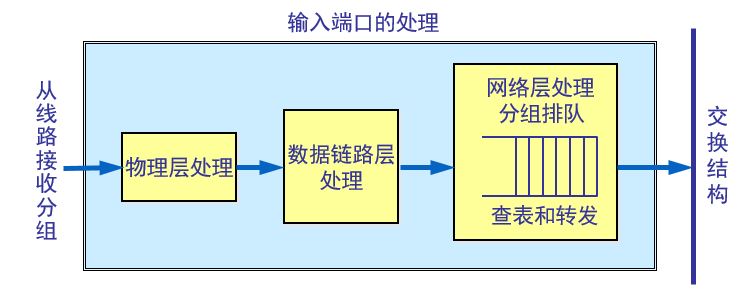 输入端口的处理
从线路接收分组
物理层处理
数据链路层
处理
网络层处理
分组排队
查表和转发
交换结构